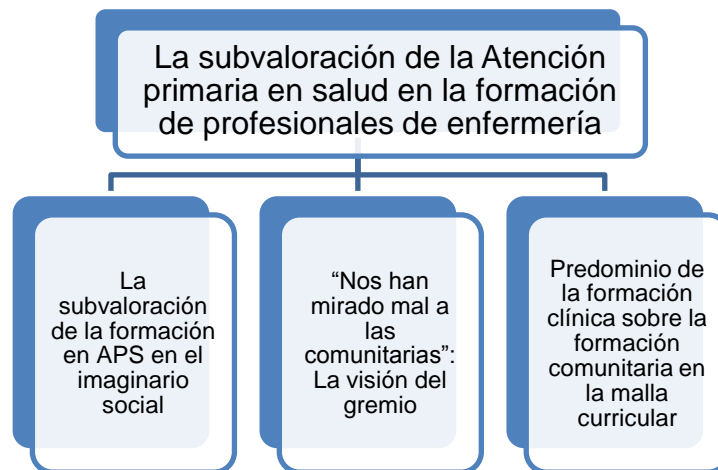 La subvaloración de la Atención
primaria en salud en la formación
de profesionales de enfermería
La
subvaloración
de la formación
en APS en el
imaginario
social
“Nos han
mirado mal a
las
comunitarias”:
La visión del
gremio
Predominio de
la formación
clínica sobre la
formación
comunitaria en
la malla
curricular